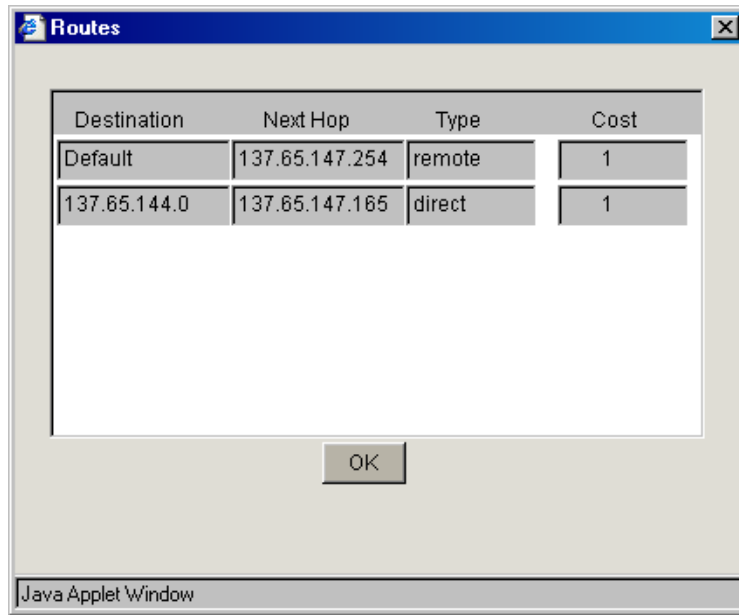 Routes
Destination Next Hop Type Cost
Default 137.65.147.254 remote 1
137.65.144.0 137.65.147.165 direct 1
OK
Java Applet Window